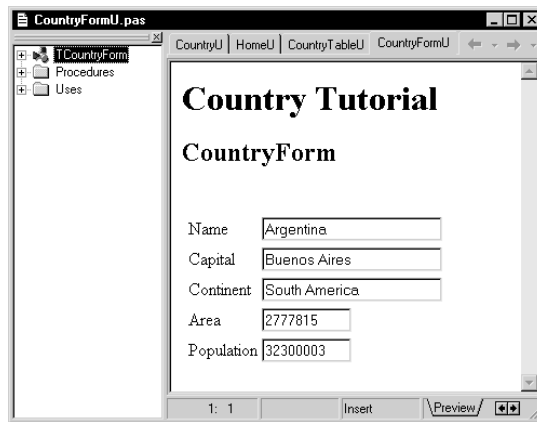 CountryFormU.pas
CountryU HomeU CountryTableU CountryFormU
TCountryForm
Procedures
Uses
Country Tutorial
CountryForm
Name Argentina
Capital Buenos Aires
Continent South America
Area 2777815
Population 32300003
1: 1 Insert Preview